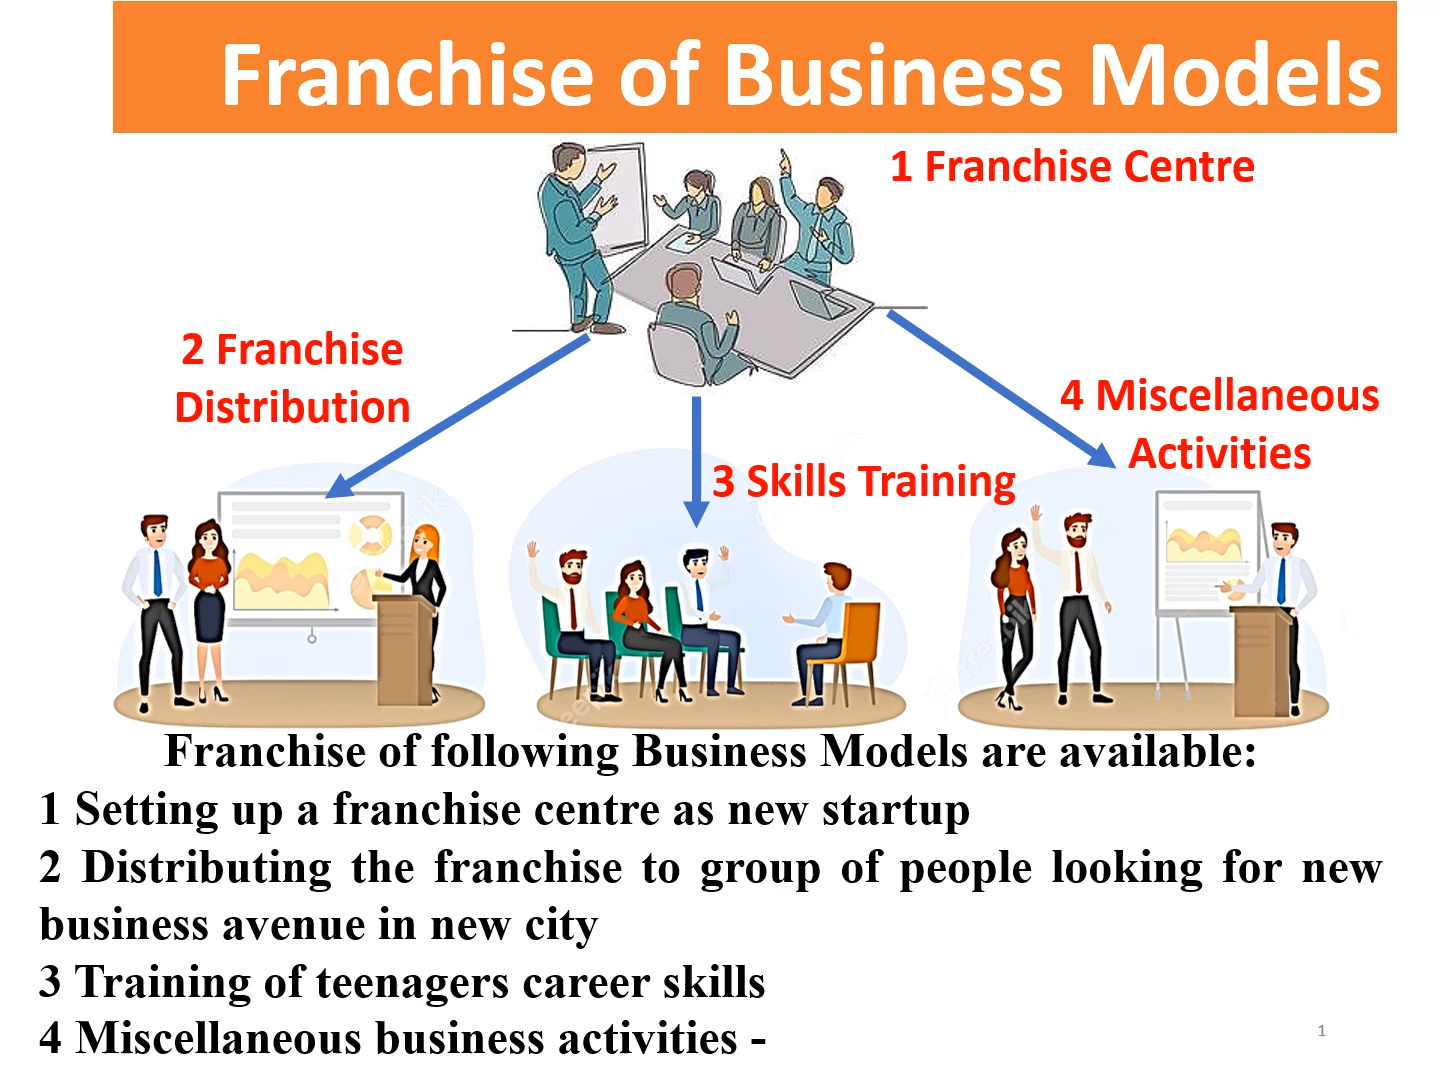 Franchise of Business Models
1 Franchise Centre
2 Franchise
Distribution
4 Miscellaneous
Activities
3 Skills Training
Franchise of following Business Models are available:
1 Setting up a franchise centre as new startup
2 Distributing the franchise to group of people looking for new
business avenue in new city
3 Training of teenagers career skills
4 Miscellaneous business activities -
1